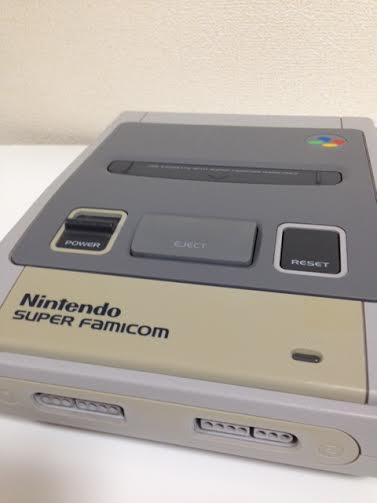 POWER
EJECT
RESET
Nintendo
SUPER FAMICOM